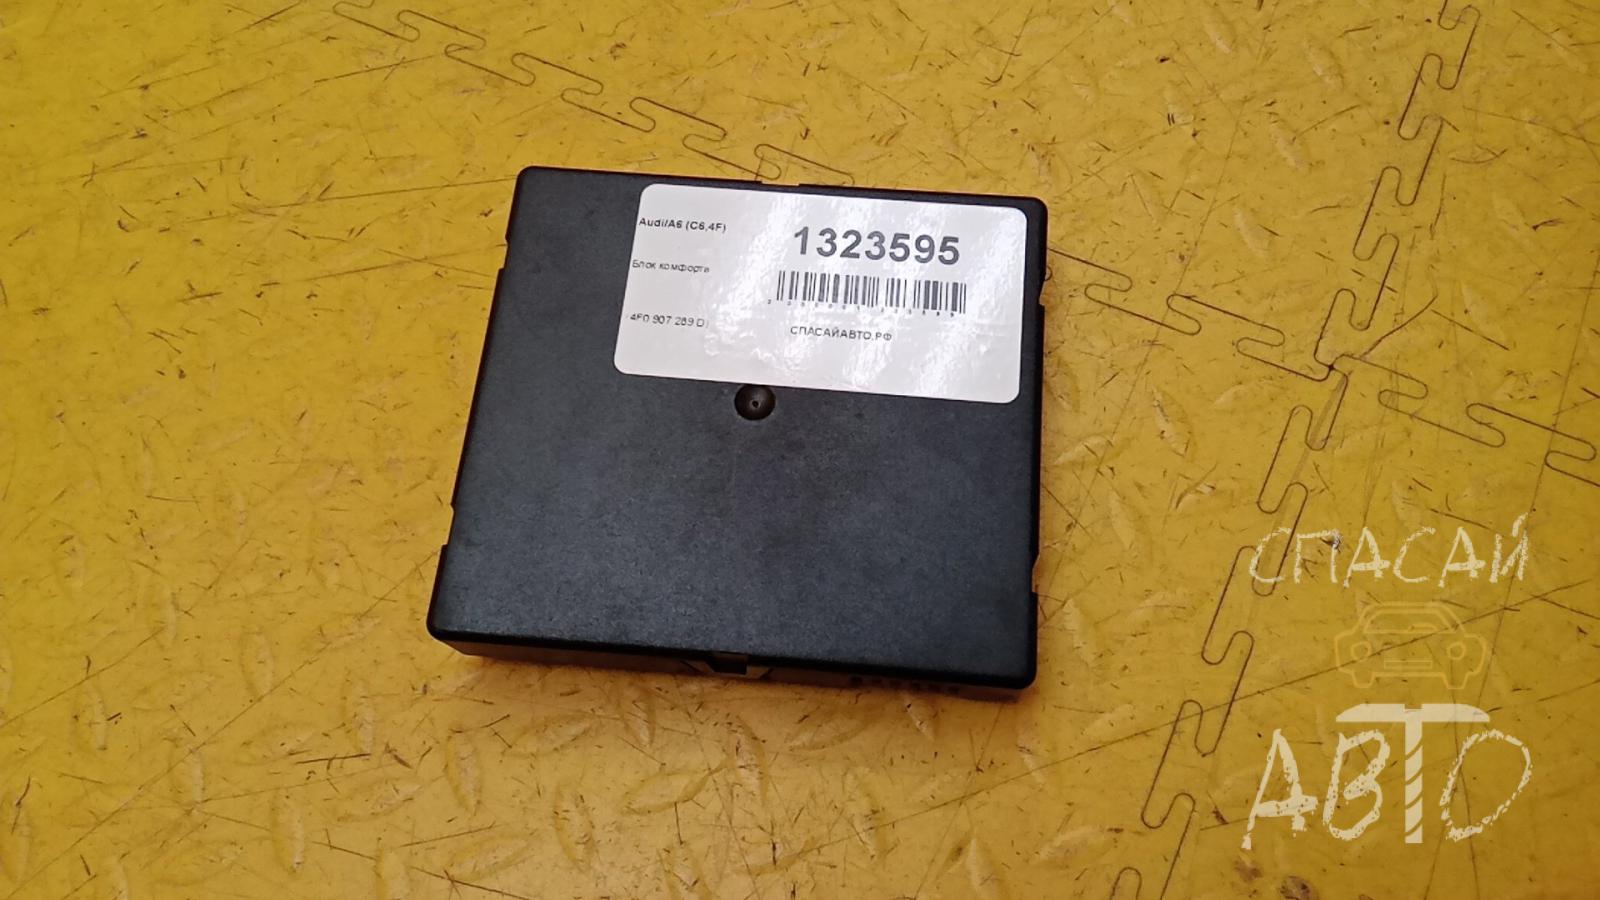 Audi/A6 (C6,4F)
1323595
Блок комфорта
(4F0 907 289 D)
СПАСАЙАВТО.РФ
СПАСАЙ
АВТО